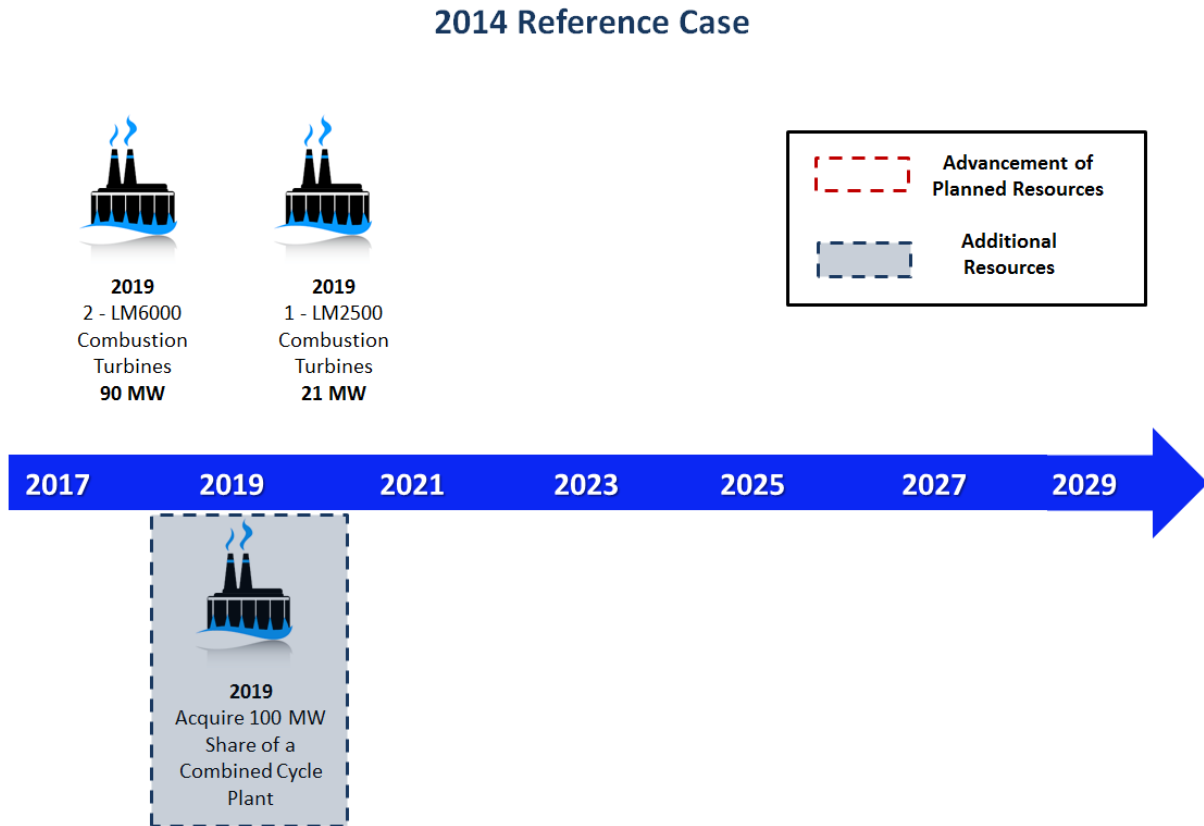 2014 Reference Case
2019
2 - LM6000
Combustion
Turbines
90 MW
2019
1 - LM2500
Combustion
Turbines
21 MW
Advancement of
Planned Resources
Additional
Resources
2017
2019
2021
2023
2025
2027
2029
2019
Acquire 100 MW
Share of a
Combined Cycle
Plant